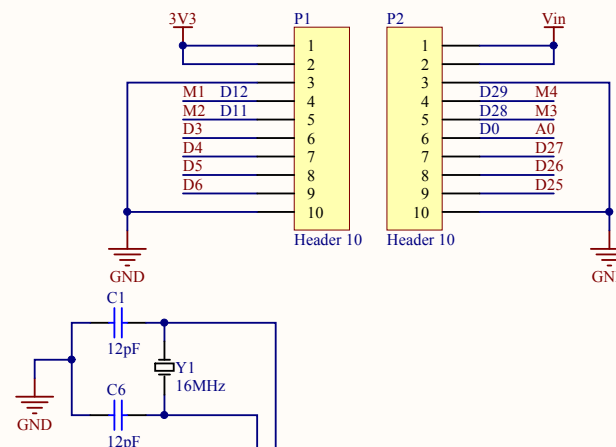 3V3 P1 P2 Vin
1 1
2 2
3 3
M1 D12 4 4 D29 M4
M2 D11 5 5 D28 M3
D3 6 6 D0 A0
D4 7 7 D27
D5 8 8 D26
D6 9 9 D25
10 10
Header 10 Header 10
GND GN
C1
12pF Y1
16MHz
C6
GND
12pF